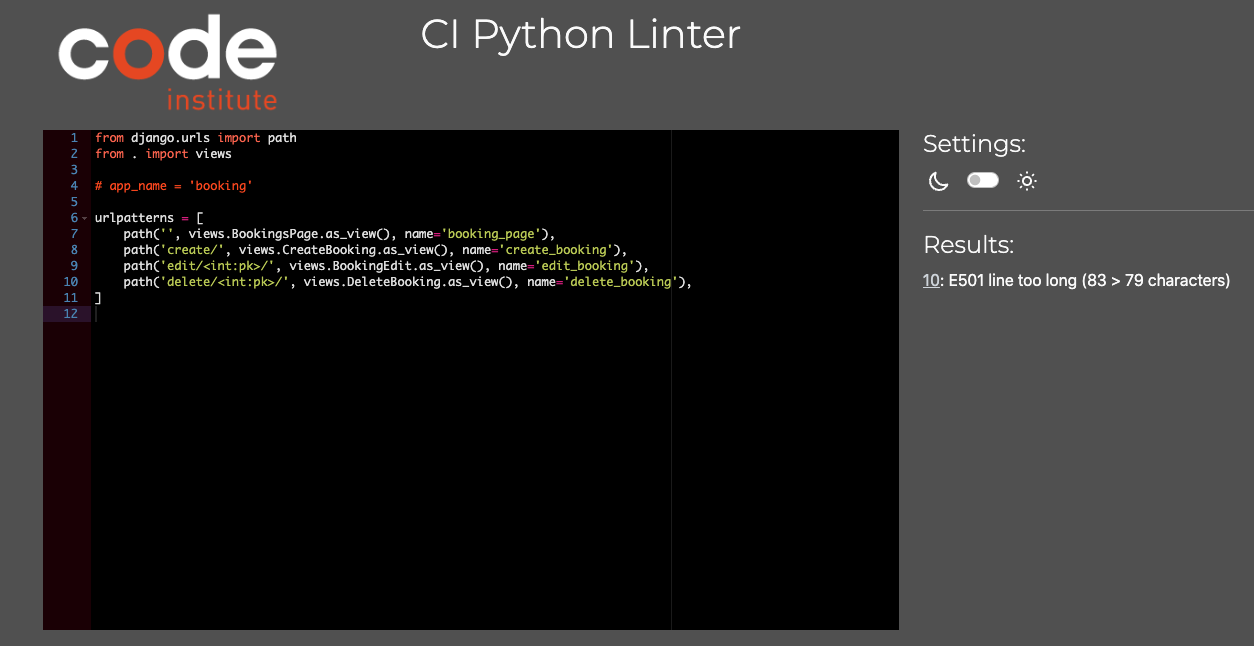 code
institute
CI Python Linter
1 from django.urls import path
2 from . import views
3
4 # app_name = 'booking'
5
6 urlpatterns = [
7     path('', views.BookingsPage.as_view(), name='booking_page'),
8     path('create/', views.CreateBooking.as_view(), name='create_booking'),
9     path('edit/<int:pk>/', views.BookingEdit.as_view(), name='edit_booking'),
10     path('delete/<int:pk>/', views.DeleteBooking.as_view(), name='delete_booking'),
11 ]
12
Settings:
Results:
10: E501 line too long (83 > 79 characters)